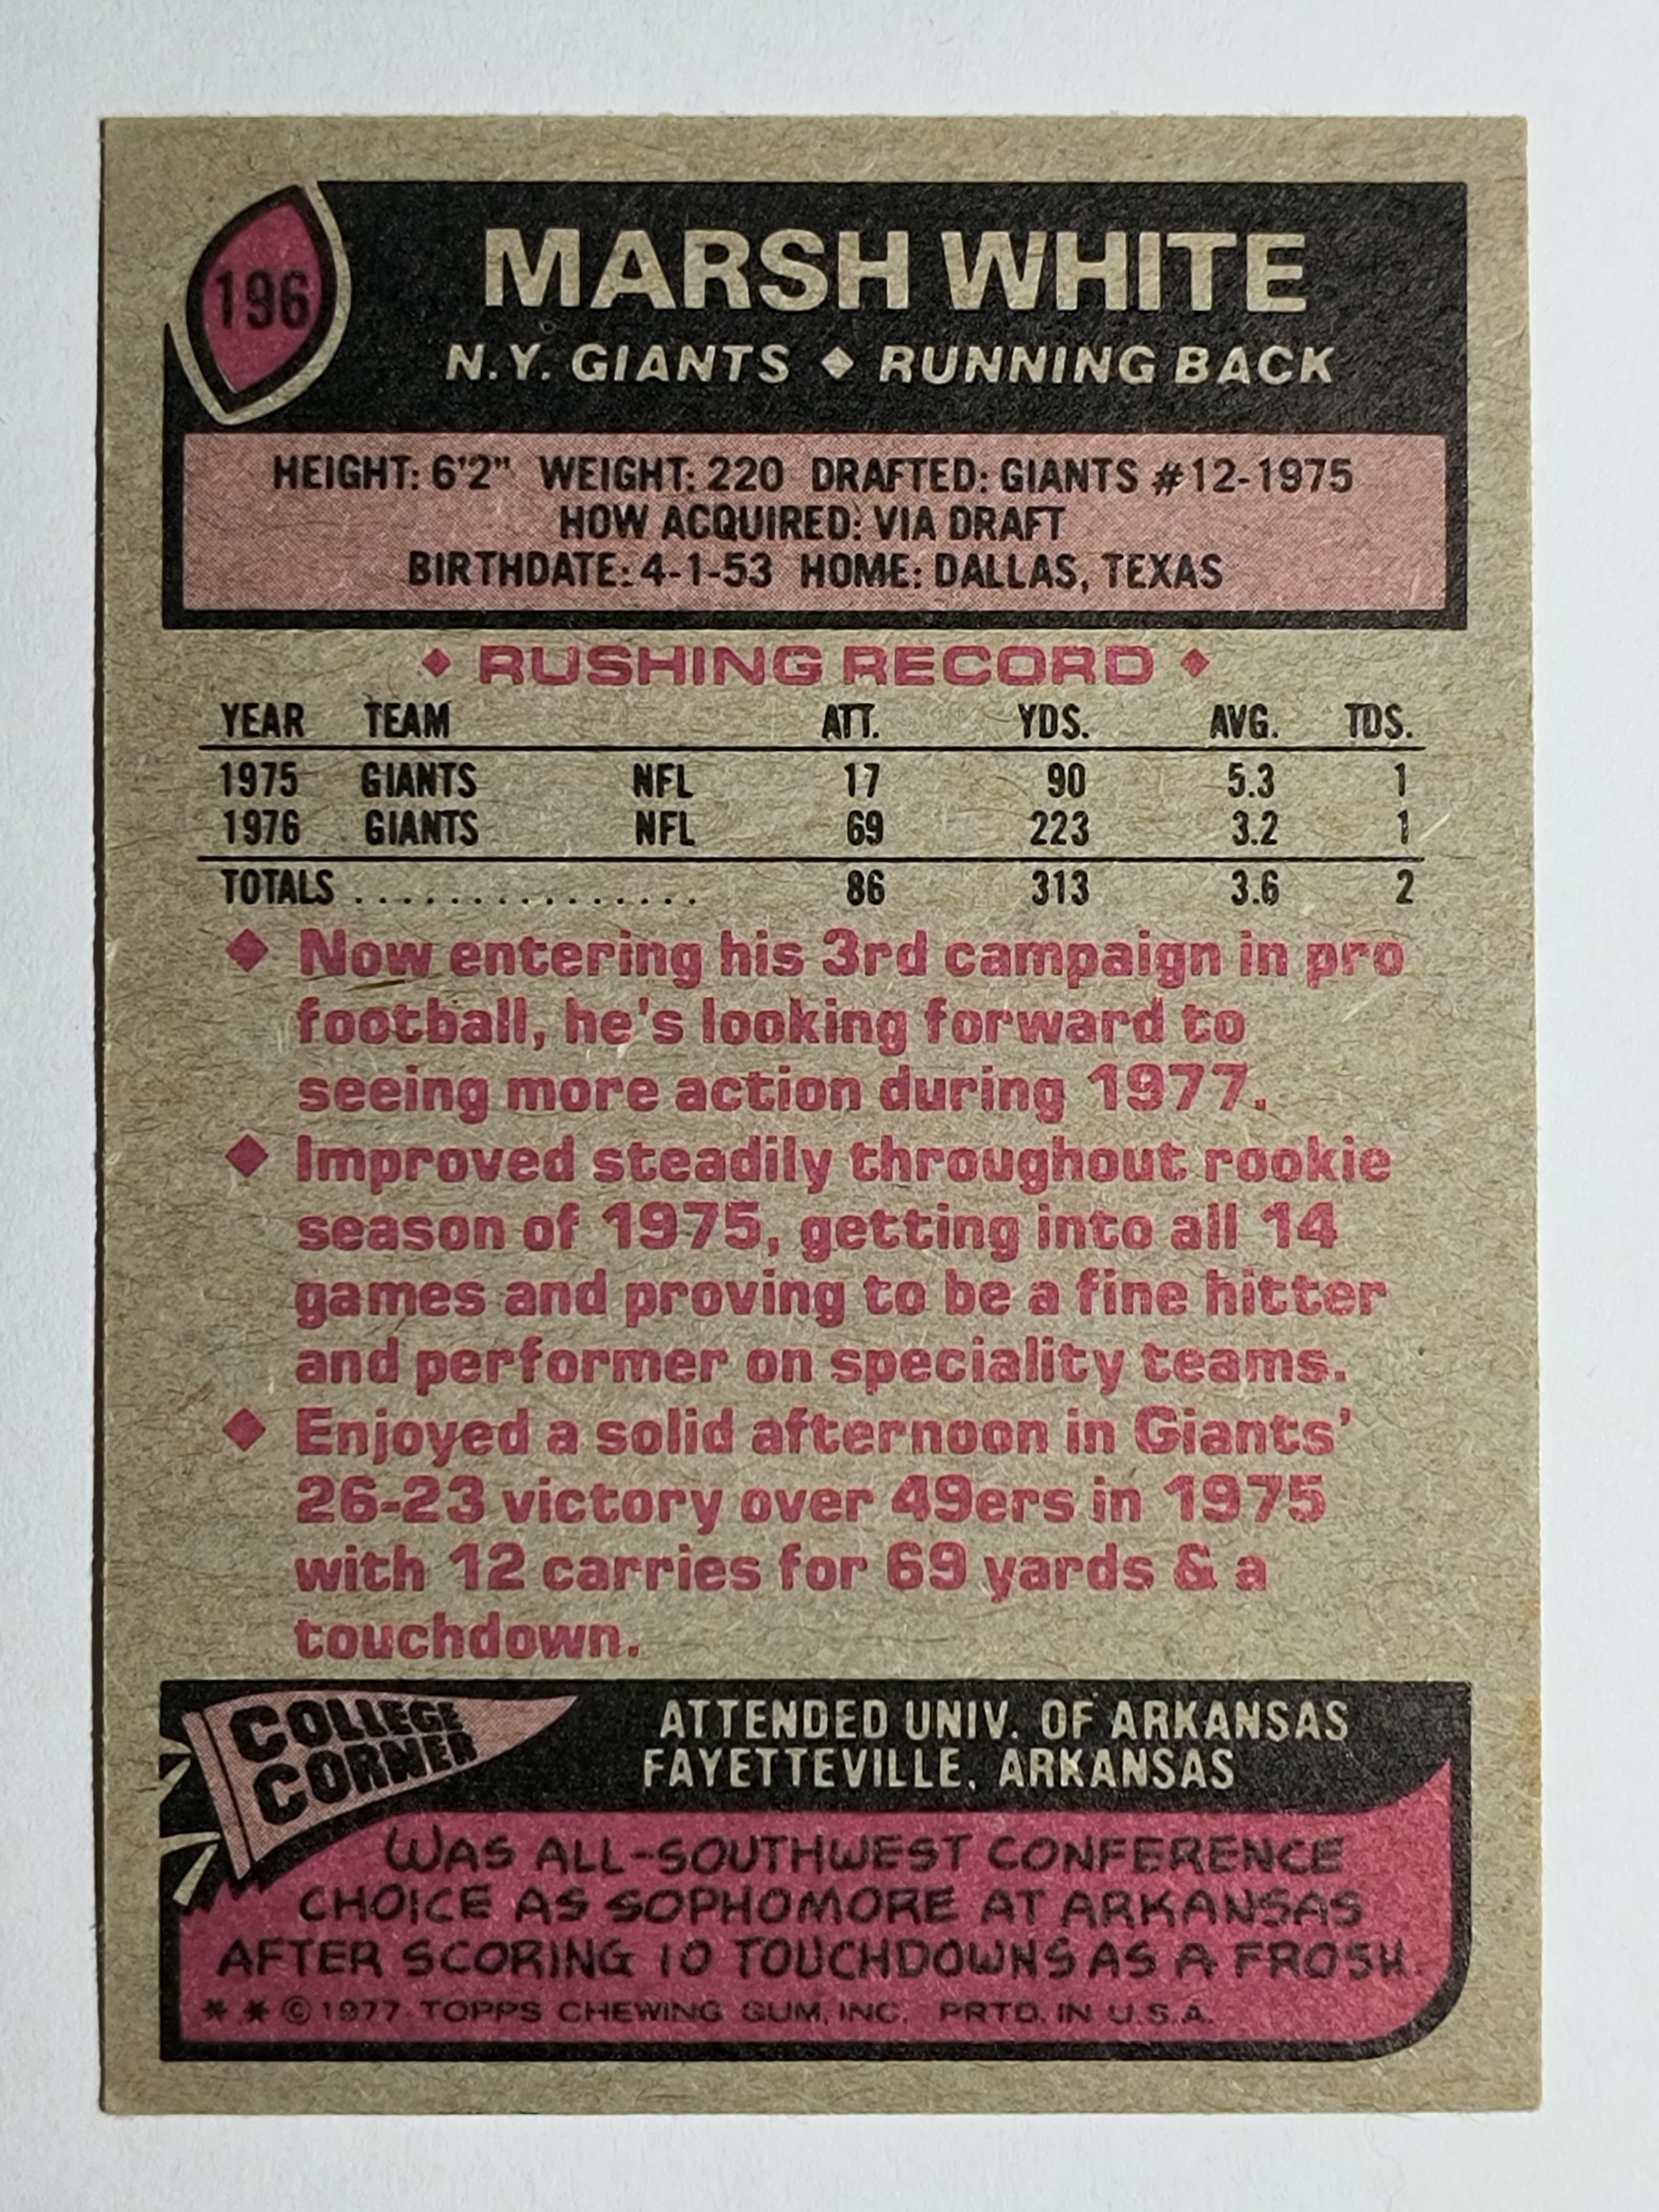 196
MARSH WHITE
N.Y. GIANTS ♦ RUNNING BACK
HEIGHT: 6'2" WEIGHT: 220 DRAFTED: GIANTS #12-1975
HOW ACQUIRED: VIA DRAFT
BIRTHDATE: 4-1-53 HOME: DALLAS, TEXAS
♦ RUSHING RECORD ♦
YEAR TEAM ATT. YDS. AVG. TDS.
1975 GIANTS NFL 17 90 5.3 1
1976 GIANTS NFL 69 223 3.2 1
TOTALS ............... 86 313 3.6 2
♦ Now entering his 3rd campaign in pro
football, he's looking forward to
seeing more action during 1977.
♦ Improved steadily throughout rookie
season of 1975, getting into all 14
games and proving to be a fine hitter
and performer on speciality teams.
♦ Enjoyed a solid afternoon in Giants'
26-23 victory over 49ers in 1975
with 12 carries for 69 yards & a
touchdown.
COLLEGE
CORNER
ATTENDED UNIV. OF ARKANSAS
FAYETTEVILLE, ARKANSAS
WAS ALL-SOUTHWEST CONFERENCE
CHOICE AS SOPHOMORE AT ARKANSAS
AFTER SCORING 10 TOUCHDOWNS AS A FROSH.
* * © 1977 TOPPS CHEWING GUM, INC. PRTD. IN U.S.A.